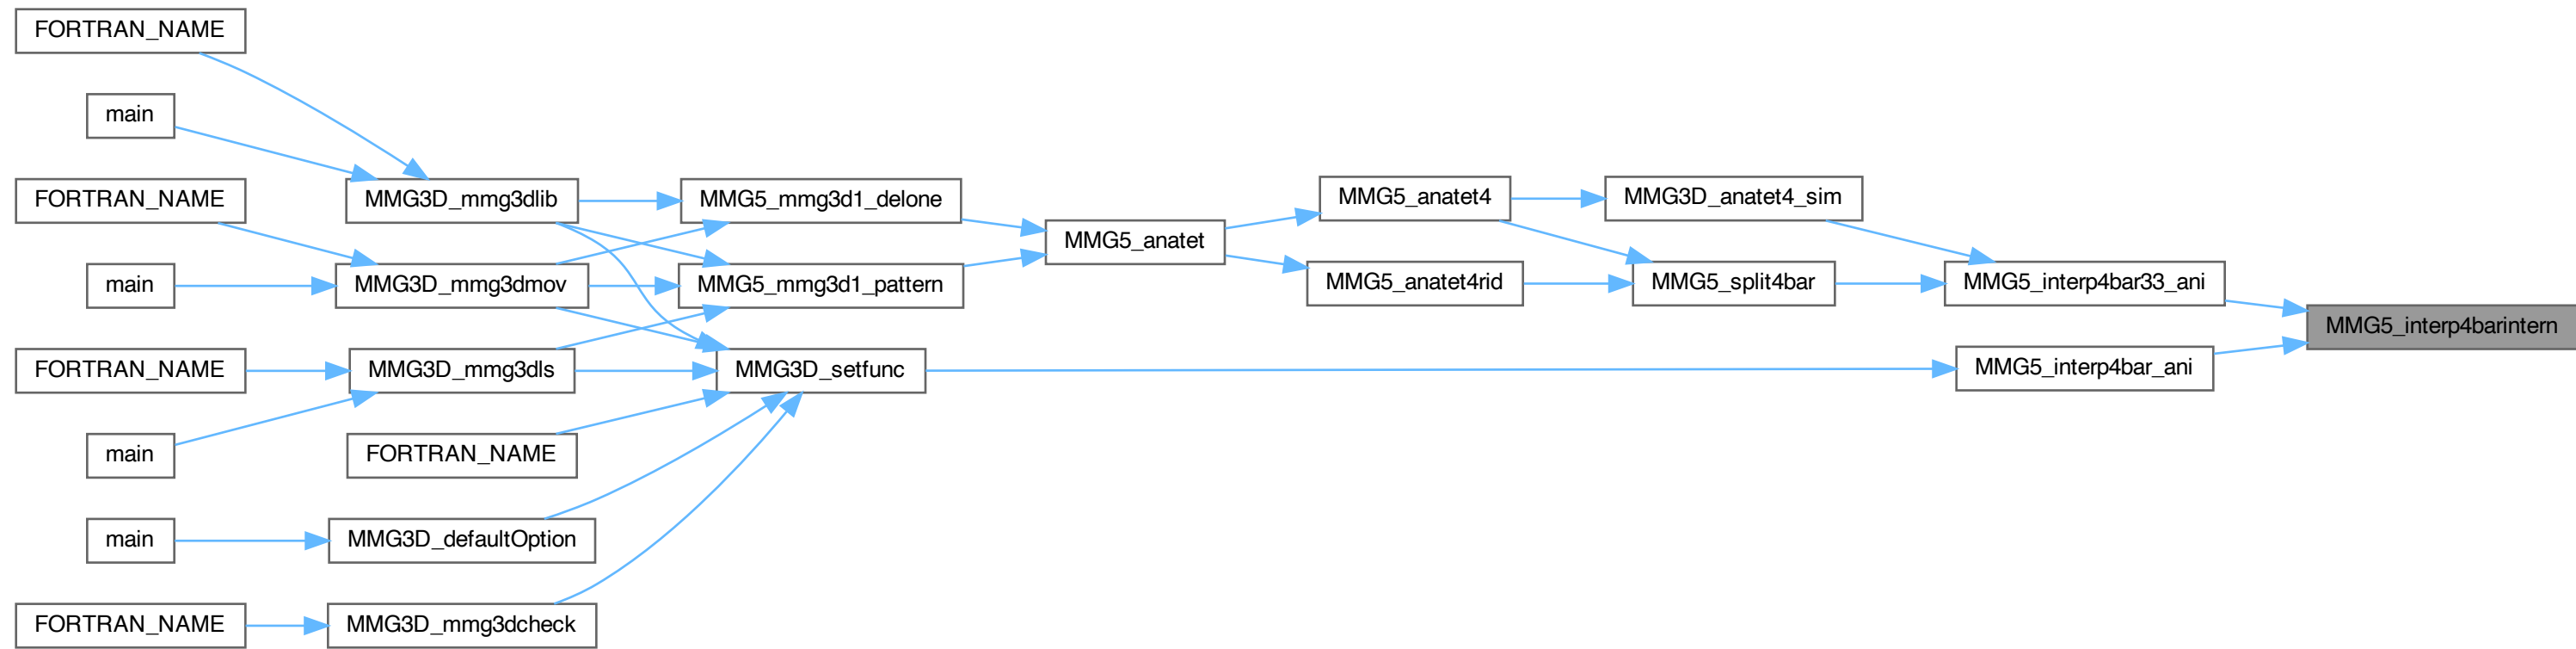 FORTRAN_NAME
main
FORTRAN_NAME
MMG3D_mmg3dlib
MMG5_mmg3d1_delone
MMG5_anatet4
MMG3D_anatet4_sim
MMG5_anatet
main
MMG3D_mmg3dmov
MMG5_mmg3d1_pattern
MMG5_anatet4rid
MMG5_split4bar
MMG5_interp4bar33_ani
MMG5_interp4barintern
FORTRAN_NAME
MMG3D_mmg3dls
MMG3D_setfunc
MMG5_interp4bar_ani
main
FORTRAN_NAME
main
MMG3D_defaultOption
FORTRAN_NAME
MMG3D_mmg3dcheck